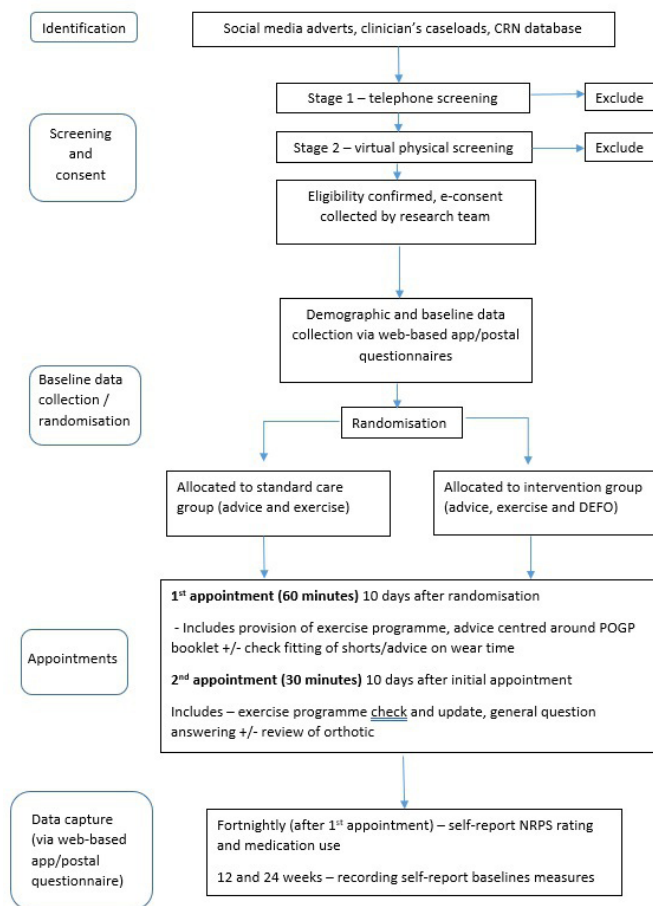 Identification
Social media adverts, clinician's caseloads, CRN database
Stage 1 – telephone screening
Exclude
Screening
and
consent
Stage 2 – virtual physical screening
Exclude
Eligibility confirmed, e-consent
collected by research team
Demographic and baseline data
collection via web-based app/postal
questionnaires
Baseline data
collection /
randomisation
Randomisation
Allocated to standard care
group (advice and exercise)
Allocated to intervention group
(advice, exercise and DEFO)
Appointments
1st appointment (60 minutes) 10 days after randomisation
- Includes provision of exercise programme, advice centred around POGP
booklet +/- check fitting of shorts/advice on wear time
2nd appointment (30 minutes) 10 days after initial appointment
Includes – exercise programme check and update, general question
answering +/- review of orthotic
Data capture
(via web-based
app/postal
questionnaire)
Fortnightly (after 1st appointment) – self-report NRPS rating
and medication use
12 and 24 weeks – recording self-report baselines measures